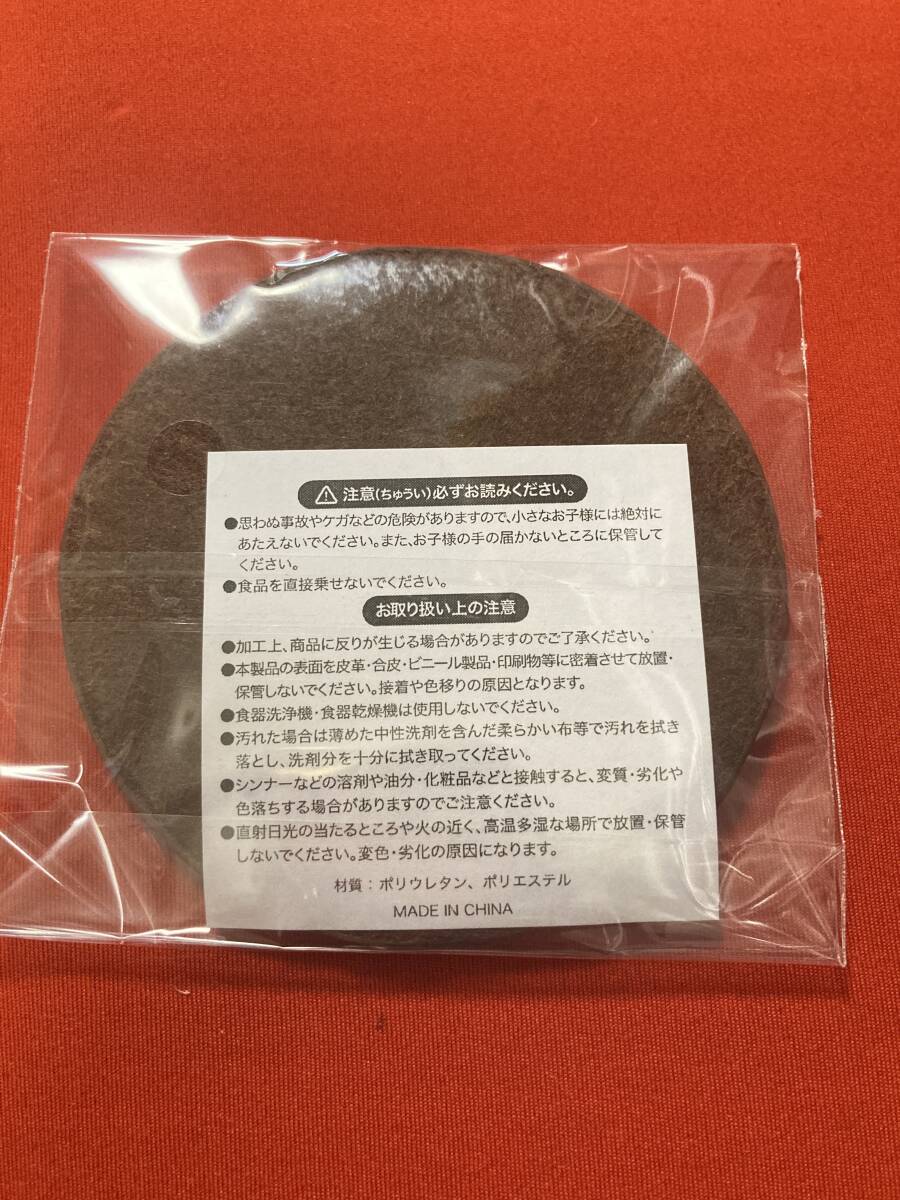 ⚠ 注意(ちゅうい)必ずお読みください。
●思わぬ事故やケガなどの危険がありますので、小さなお子様には絶対に
あたえないでください。また、お子様の手の届かないところに保管して
ください。
●食品を直接乗せないでください。
お取り扱い上の注意
●加工上、商品に反りが生じる場合がありますのでご了承ください。
●本製品の表面を皮革・合皮・ビニール製品・印刷物等に密着させて放置・
保管しないでください。接着や色移りの原因となります。
●食器洗浄機・食器乾燥機は使用しないでください。
●汚れた場合は薄めた中性洗剤を含んだ柔らかい布等で汚れを拭き
落とし、洗剤分を十分に拭き取ってください。
●シンナーなどの溶剤や油分・化粧品などと接触すると、変質・劣化や
色落ちする場合がありますのでご注意ください。
●直射日光の当たるところや火の近く、高温多湿な場所で放置・保管
しないでください。変色・劣化の原因になります。
材質：ポリウレタン、ポリエステル
MADE IN CHINA